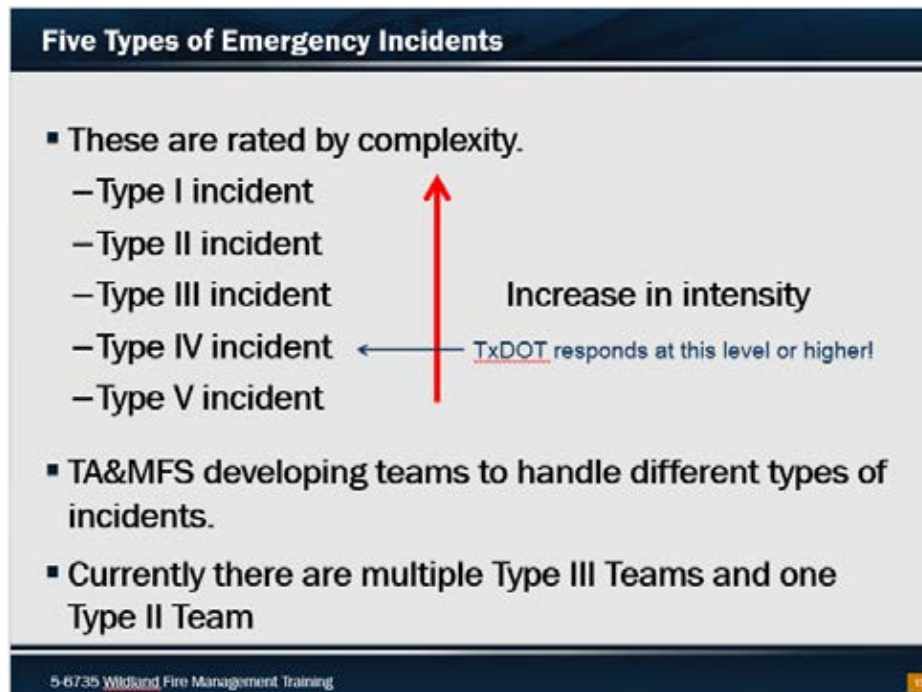 Five Types of Emergency Incidents
▪ These are rated by complexity.
–Type I incident
–Type II incident
–Type III incident
Increase in intensity
–Type IV incident
TxDOT responds at this level or higher!
–Type V incident
▪ TA&MFS developing teams to handle different types of
incidents.
▪ Currently there are multiple Type III Teams and one
Type II Team
5-6735 Wildland Fire Management Training